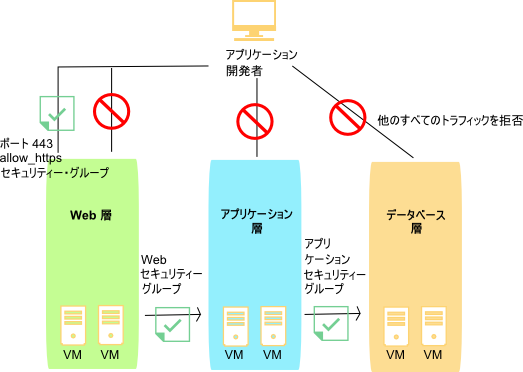 アプリケーション
開発者
他のすべてのトラフィックを拒否
ポート 443
allow_https
セキュリティー・グループ
Web 層
アプリケーション
層
データベース
層
Web
セキュリティー
グループ
アプリ
ケーション
セキュリティー
グループ
VM VM
VM VM
VM VM